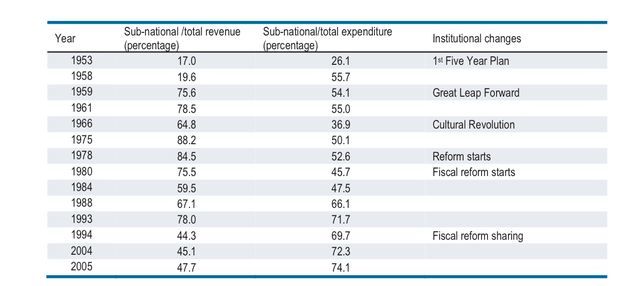 Year Sub-national /total revenue (percentage) Sub-national/total expenditure (percentage) Institutional changes
1953 17.0 26.1 1st Five Year Plan
1958 19.6 55.7
1959 75.6 54.1 Great Leap Forward
1961 78.5 55.0
1966 64.8 36.9 Cultural Revolution
1975 88.2 50.1
1978 84.5 52.6 Reform starts
1980 75.5 45.7 Fiscal reform starts
1984 59.5 47.5
1988 67.1 66.1
1993 78.0 71.7
1994 44.3 69.7 Fiscal reform sharing
2004 45.1 72.3
2005 47.7 74.1